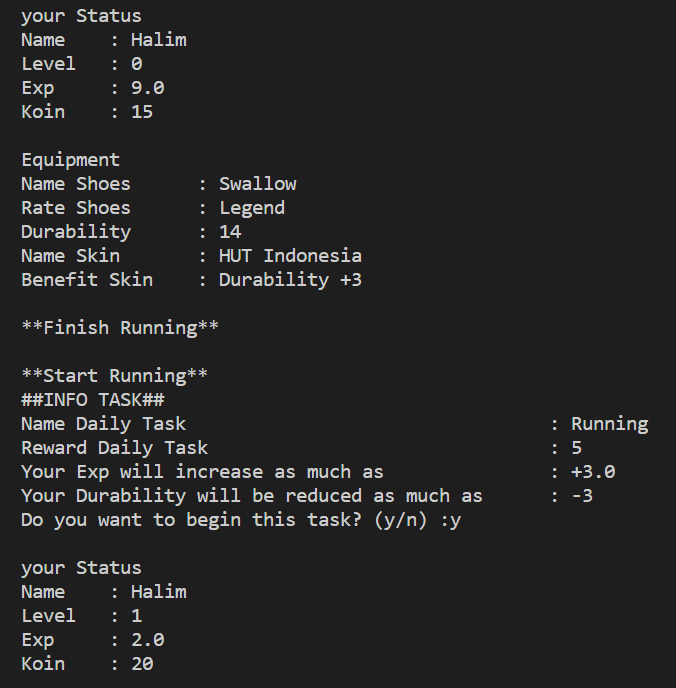 your Status
Name    : Halim
Level   : 0
Exp     : 9.0
Koin    : 15
Equipment
Name Shoes      : Swallow
Rate Shoes      : Legend
Durability      : 14
Name Skin       : HUT Indonesia
Benefit Skin    : Durability +3
**Finish Running**
**Start Running**
##INFO TASK##
Name Daily Task                                 : Running
Reward Daily Task                               : 5
Your Exp will increase as much as               : +3.0
Your Durability will be reduced as much as      : -3
Do you want to begin this task? (y/n) :y
your Status
Name    : Halim
Level   : 1
Exp     : 2.0
Koin    : 20